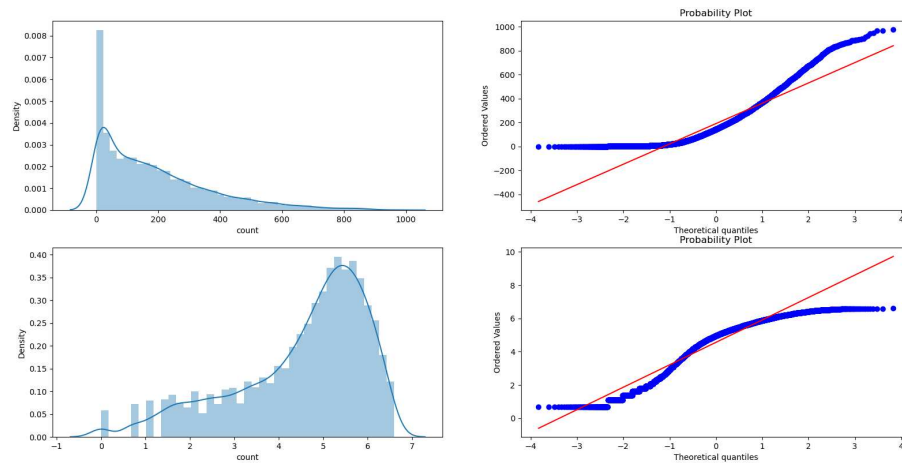 Density
0.008
0.007
0.006
0.005
0.004
0.003
0.002
0.001
0.000
0 200 400 600 800 1000
count
Probability Plot
Ordered Values
1000
800
600
400
200
0
−200
−400
−4 −3 −2 −1 0 1 2 3 4
Theoretical quantiles
Density
0.40
0.35
0.30
0.25
0.20
0.15
0.10
0.05
0.00
−1 0 1 2 3 4 5 6 7
count
Probability Plot
Ordered Values
10
8
6
4
2
0
−4 −3 −2 −1 0 1 2 3 4
Theoretical quantiles